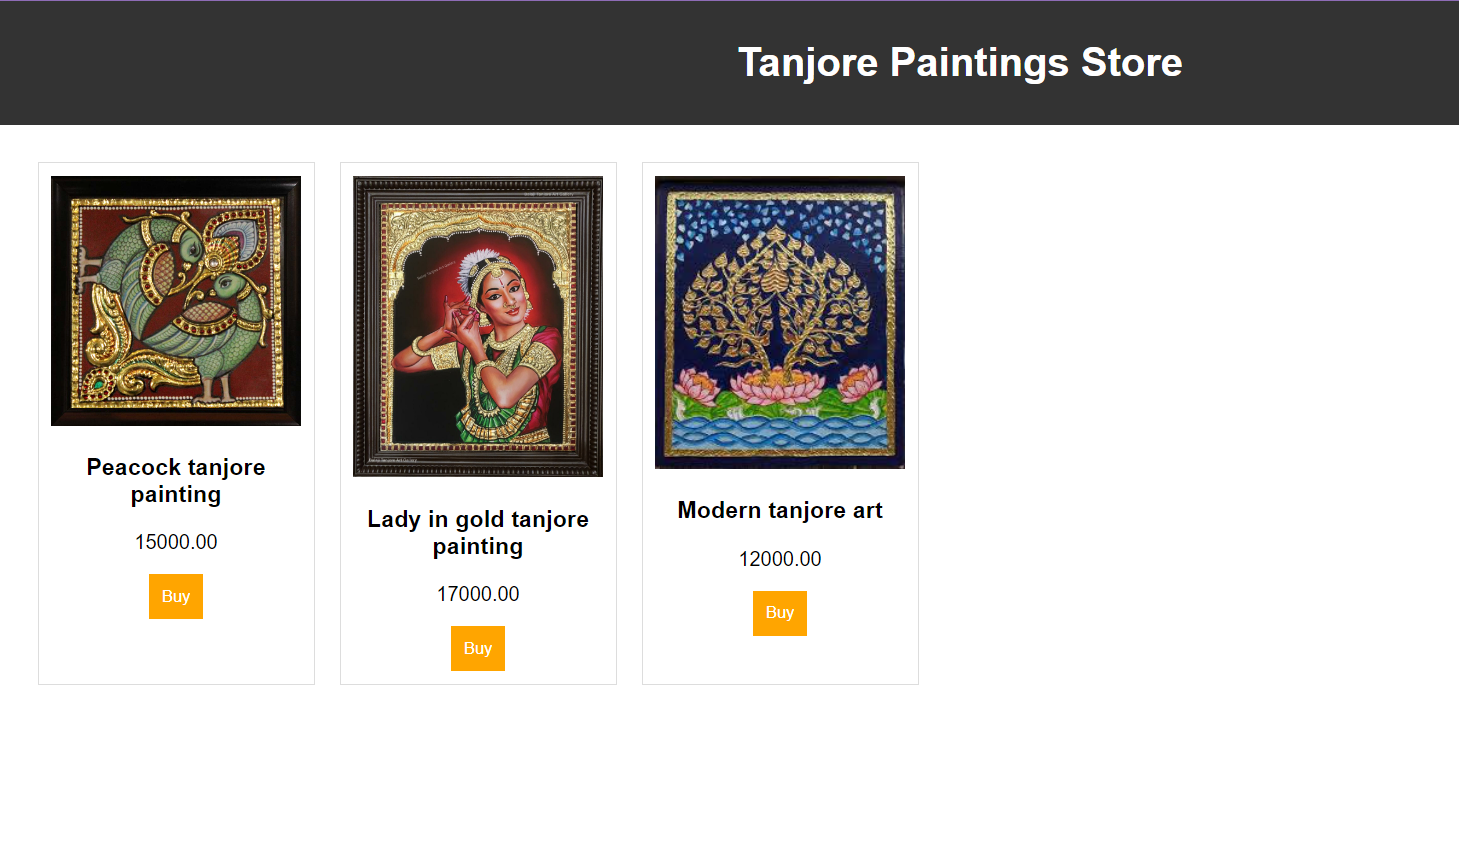 Tanjore Paintings Store
Peacock tanjore
painting
15000.00
Buy
Lady in gold tanjore
painting
17000.00
Buy
Modern tanjore art
12000.00
Buy